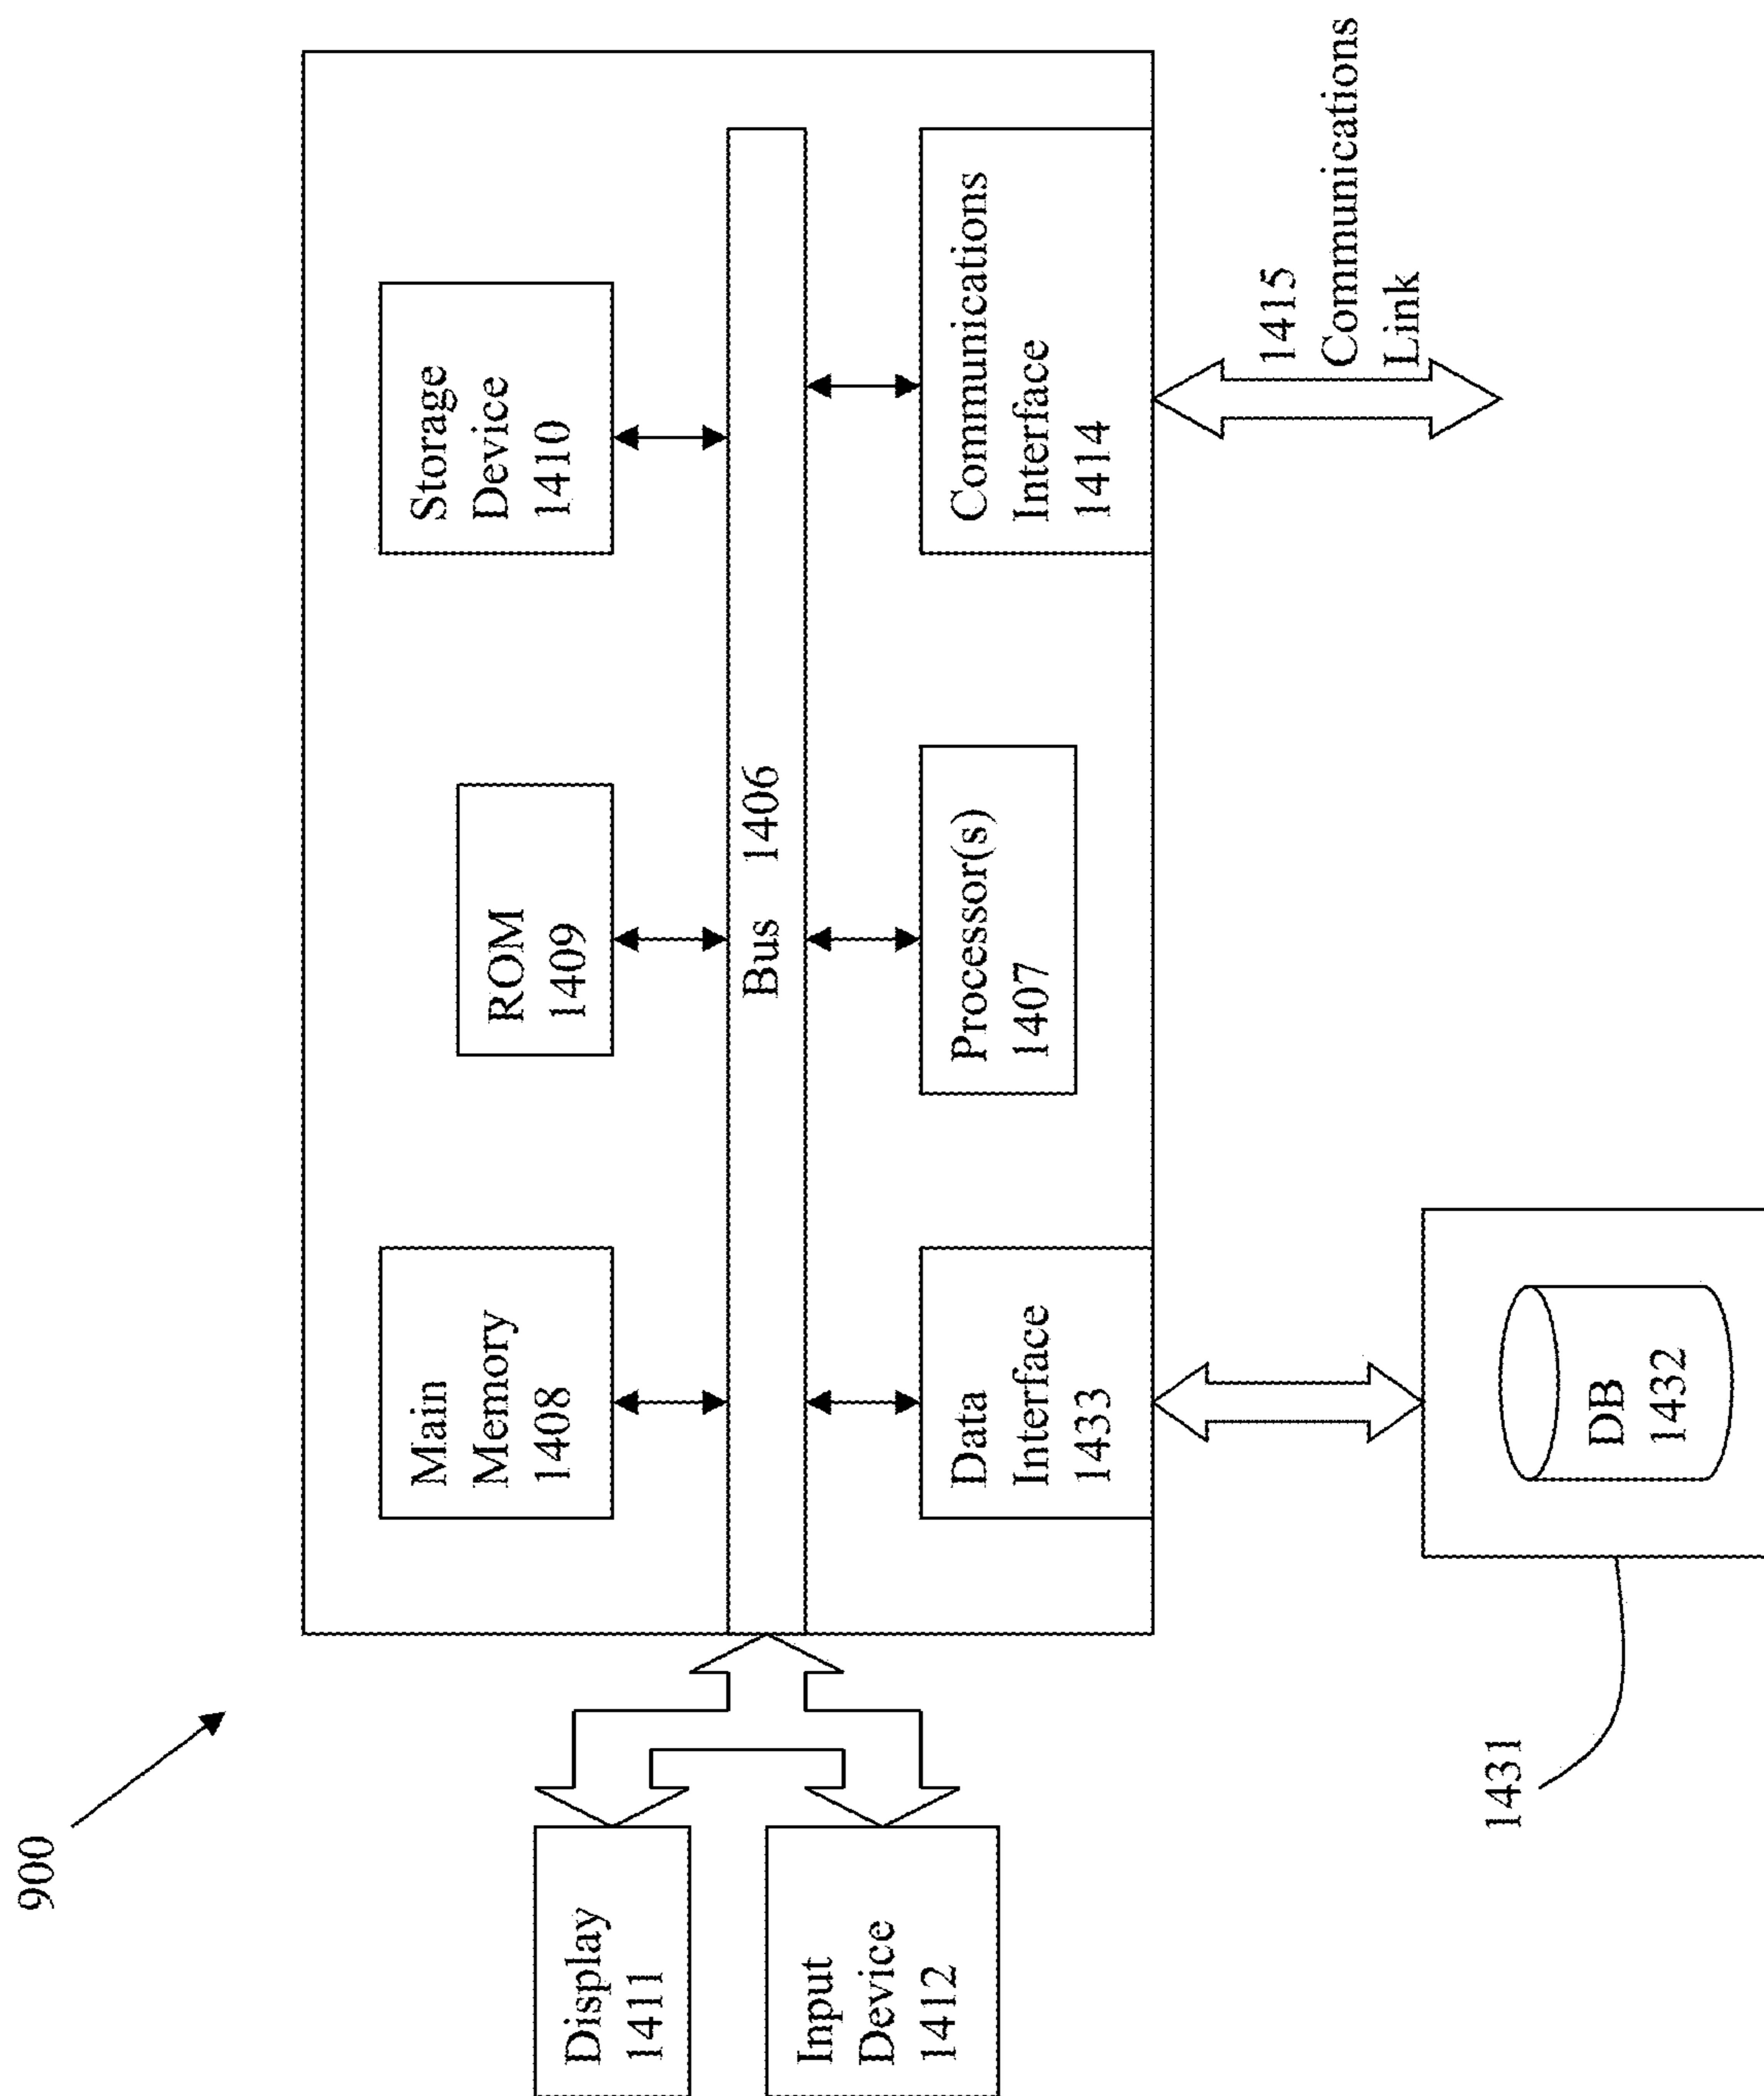 900
Main
Memory
1408
ROM
1409
Storage
Device
1410
Bus 1406
Display
1411
Input
Device
1412
Data
Interface
1433
Processor(s)
1407
Communications
Interface
1414
1415
Communications
Link
1431
DB
1432